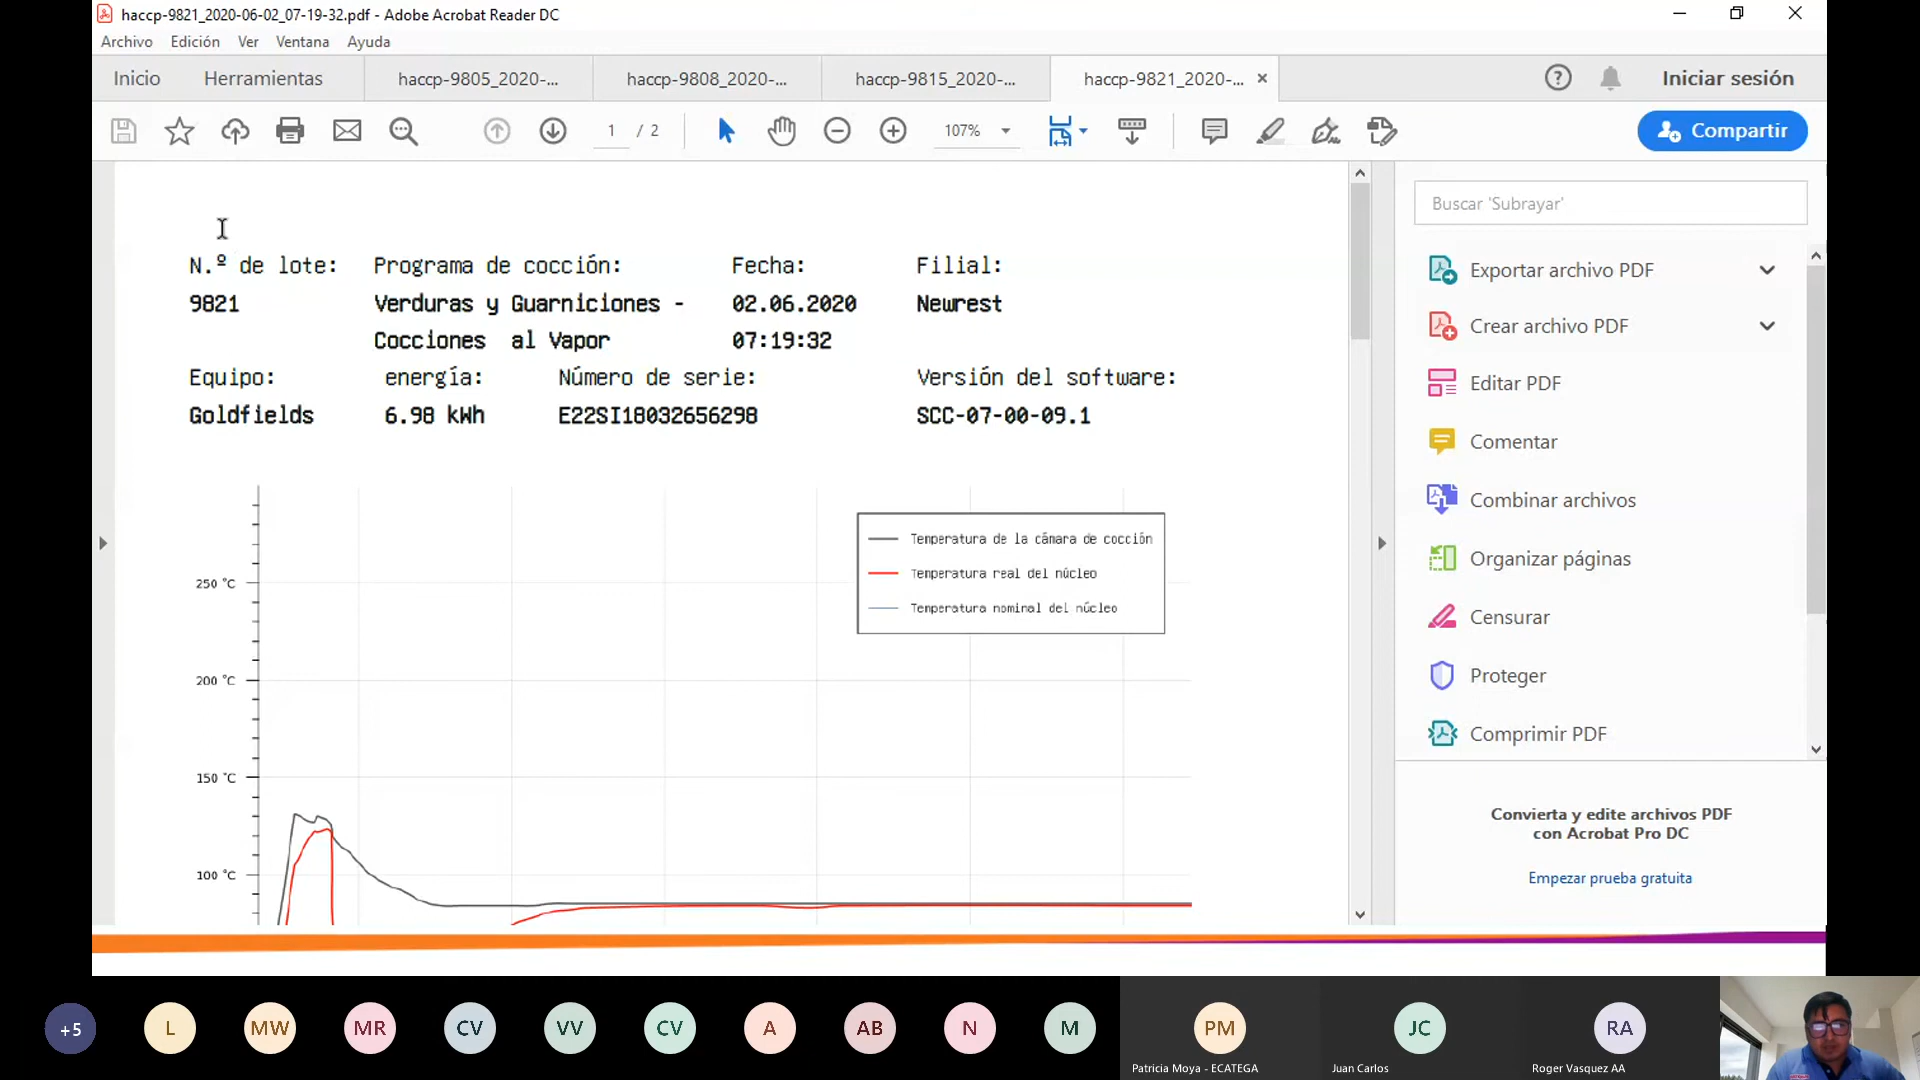 haccp-9821_2020-06-02_07-19-32.pdf - Adobe Acrobat Reader DC
Archivo Edición Ver Ventana Ayuda
Inicio Herramientas haccp-9805_2020-... haccp-9808_2020-... haccp-9815_2020-... haccp-9821_2020-... Iniciar sesión
1 / 2 107% Compartir
Buscar 'Subrayar'
N.º de lote: Programa de cocción: Fecha: Filial:
9821 Verduras y Guarniciones - 02.06.2020 Newrest
Cocciones al Vapor 07:19:32
Equipo: energía: Número de serie: Versión del software:
Goldfields 6.98 kWh E22SI18032656298 SCC-07-00-09.1
Temperatura de la cámara de cocción
Temperatura real del núcleo
Temperatura nominal del núcleo
250 °C
200 °C
150 °C
100 °C
Exportar archivo PDF
Crear archivo PDF
Editar PDF
Comentar
Combinar archivos
Organizar páginas
Censurar
Proteger
Comprimir PDF
Convierta y edite archivos PDF
con Acrobat Pro DC
Empezar prueba gratuita
+5 L MW MR CV VV CV A AB N M PM JC RA
Patricia Moya - ECATEGA Juan Carlos Roger Vasquez AA